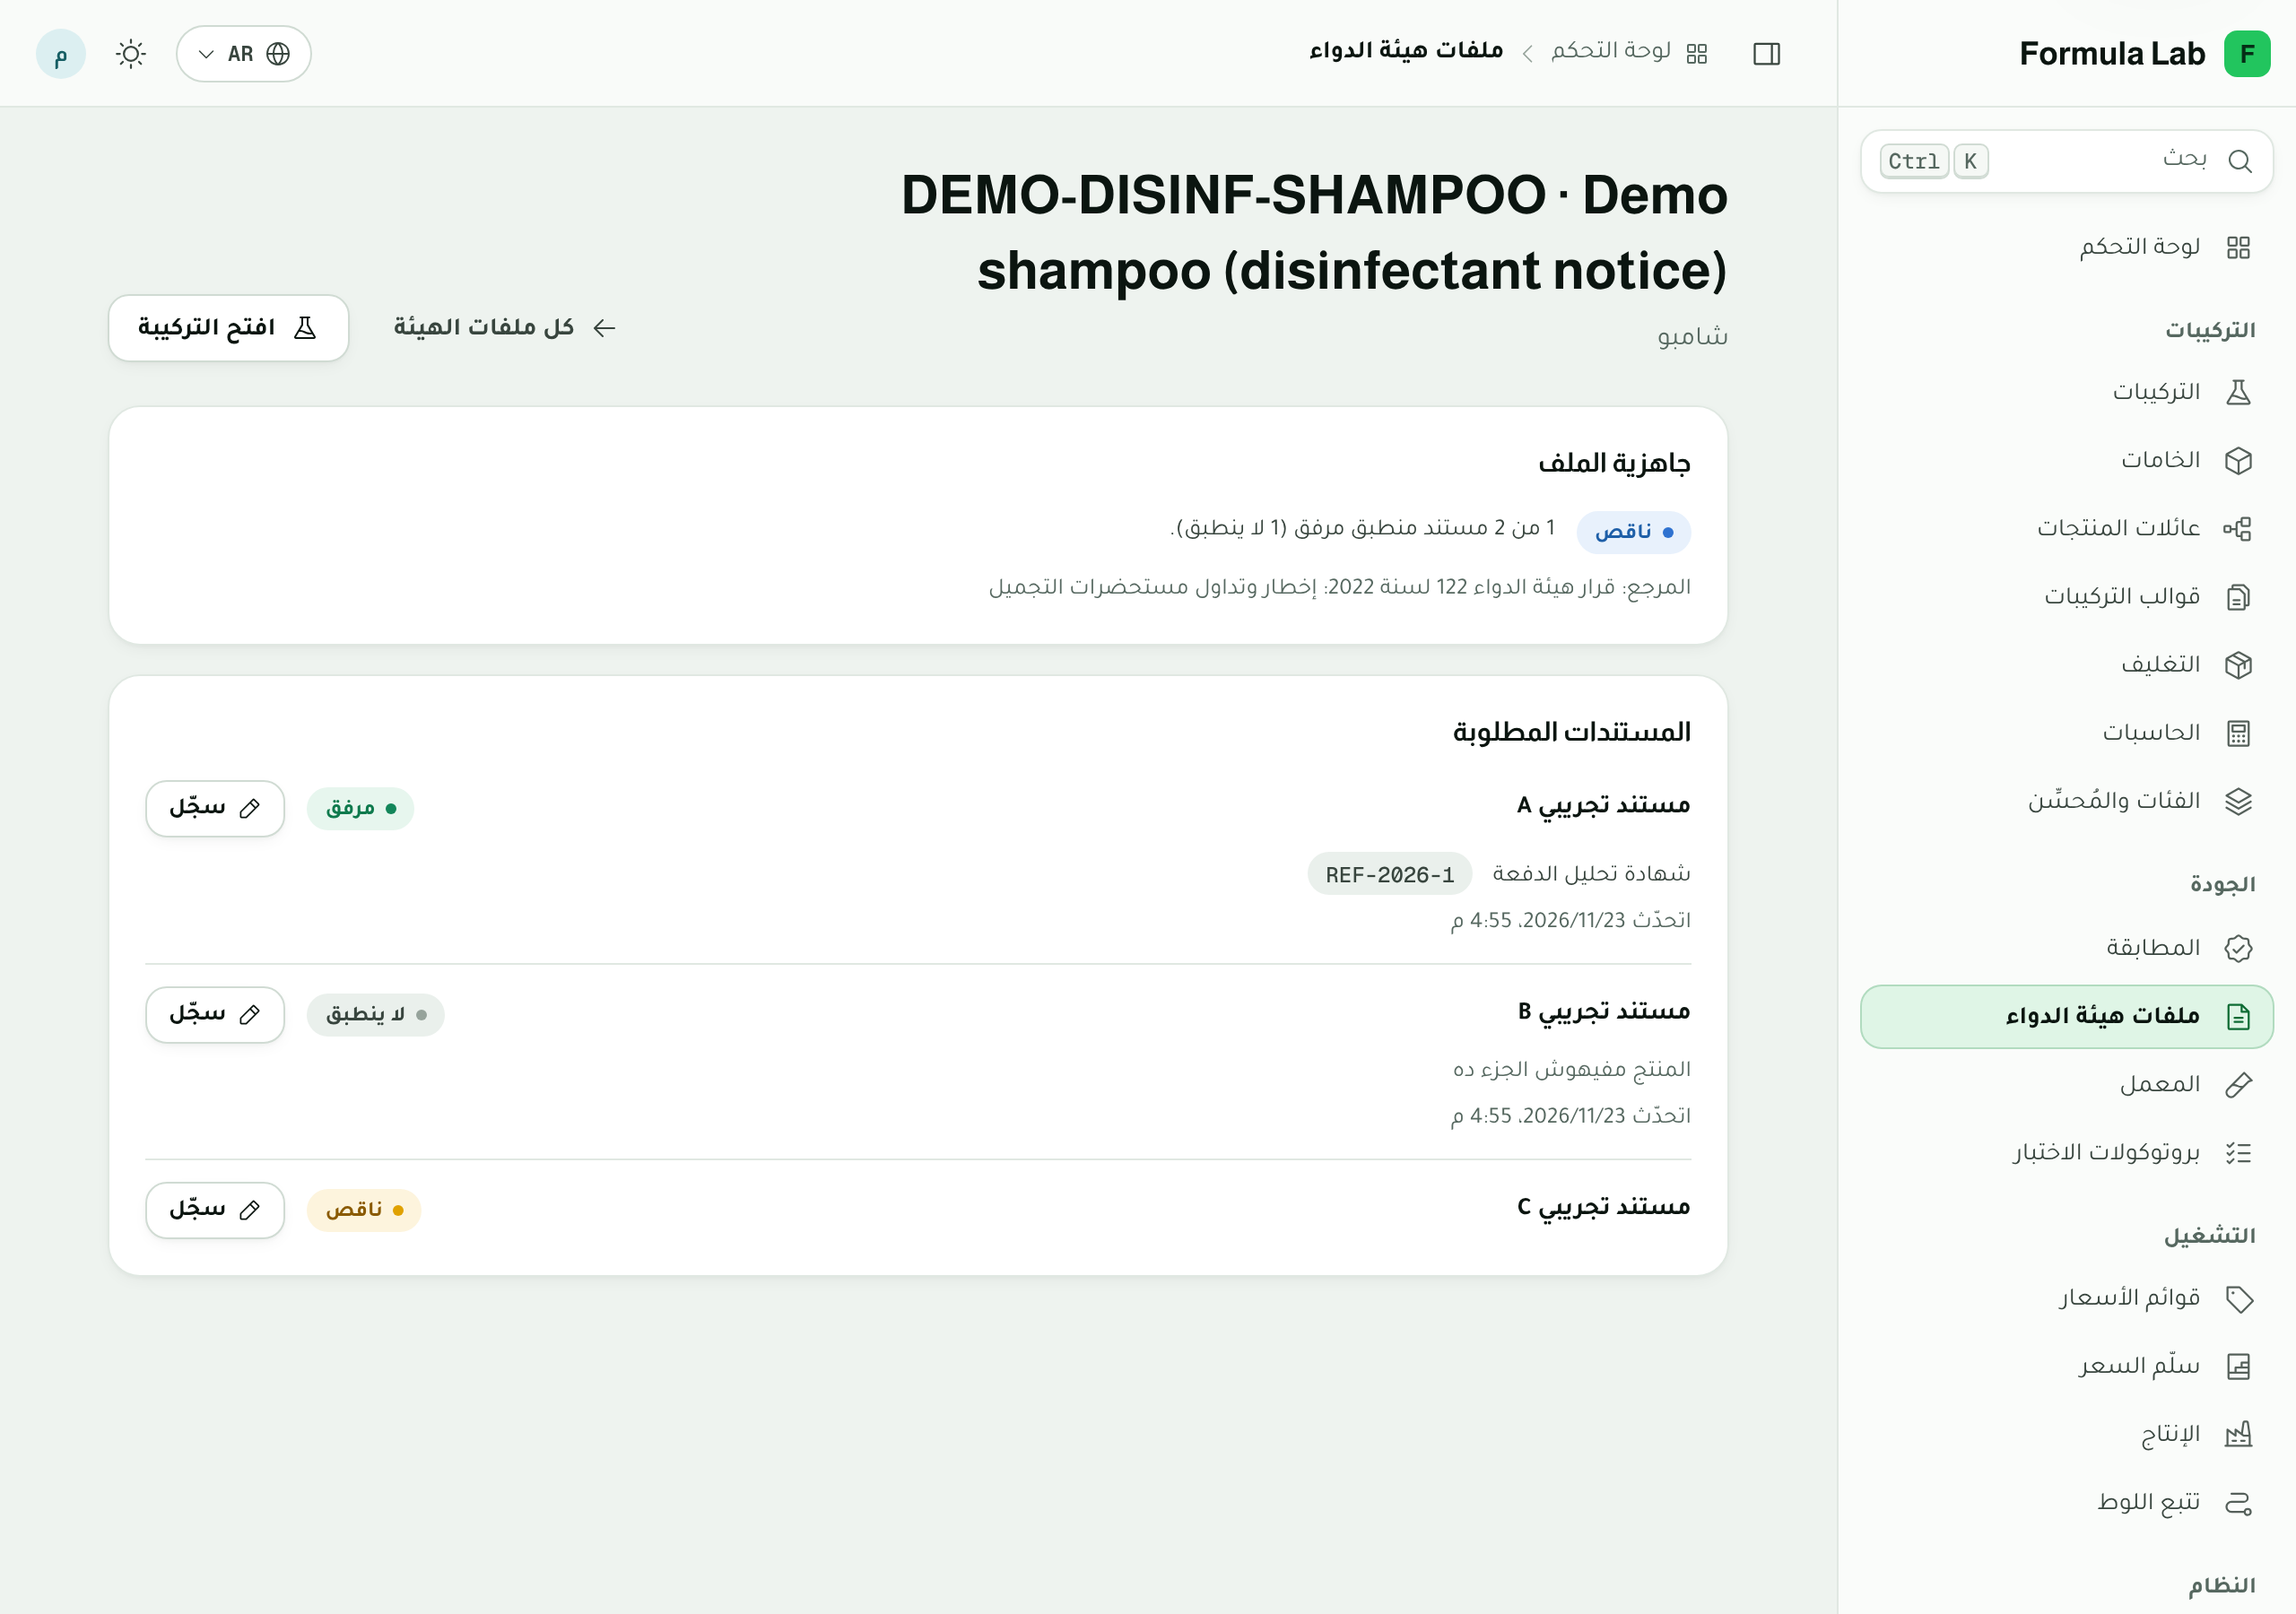 F Formula Lab
بحث Ctrl K
لوحة التحكم
التركيبات
التركيبات
الخامات
عائلات المنتجات
قوالب التركيبات
التغليف
الحاسبات
الفئات والمُحسِّن
الجودة
المطابقة
ملفات هيئة الدواء
المعمل
بروتوكولات الاختبار
التشغيل
قوائم الأسعار
سلّم السعر
الإنتاج
تتبع اللوط
النظام
لوحة التحكم ملفات هيئة الدواء
AR
م
DEMO-DISINF-SHAMPOO · Demo
shampoo (disinfectant notice)
شامبو
كل ملفات الهيئة
افتح التركيبة
جاهزية الملف
ناقص 1 من 2 مستند منطبق مرفق (1 لا ينطبق).
المرجع: قرار هيئة الدواء 122 لسنة 2022: إخطار وتداول مستحضرات التجميل
المستندات المطلوبة
مستند تجريبي A مرفق سجّل
شهادة تحليل الدفعة REF-2026-1
اتحدّث 2026/11/23، 4:55 م
مستند تجريبي B لا ينطبق سجّل
المنتج مفيهوش الجزء ده
اتحدّث 2026/11/23، 4:55 م
مستند تجريبي C ناقص سجّل